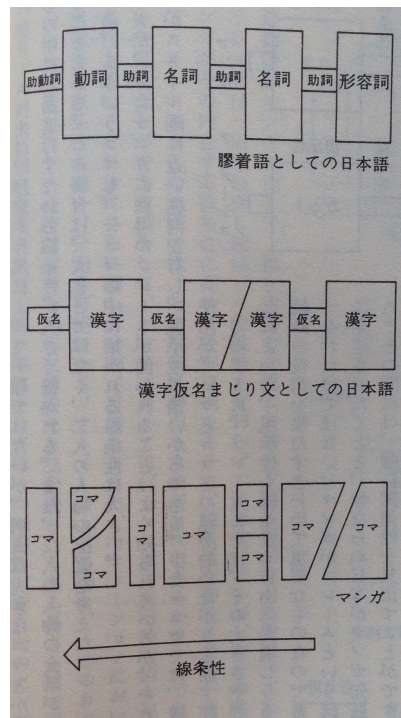 助動詞 動詞 助詞 名詞 助詞 名詞 助詞 形容詞
膠着語としての日本語
仮名 漢字 仮名 漢字 漢字 仮名 漢字
漢字仮名まじり文としての日本語
コマ コマ コマ コマ コマ コマ コマ コマ コマ
マンガ
線条性